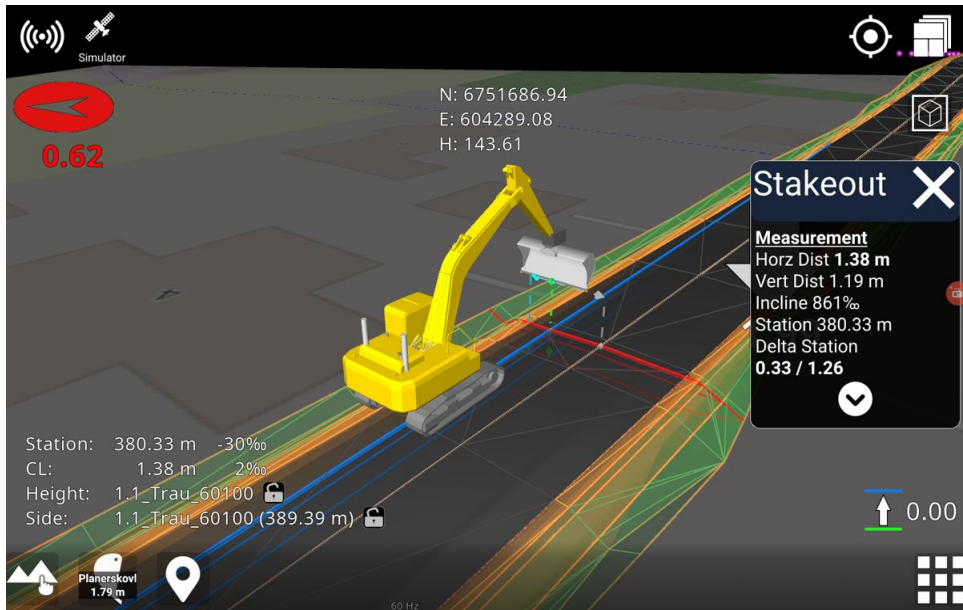 Simulator
N: 6751686.94
E: 604289.08
H: 143.61
0.62
Stakeout
Measurement
Horz Dist 1.38 m
Vert Dist 1.19 m
Incline 861‰
Station 380.33 m
Delta Station
0.33 / 1.26
Station: 380.33 m -30‰
CL: 1.38 m 2‰
Height: 1.1_Trau_60100
Side: 1.1_Trau_60100 (389.39 m)
0.00
Planerskovl
1.79 m
60 Hz